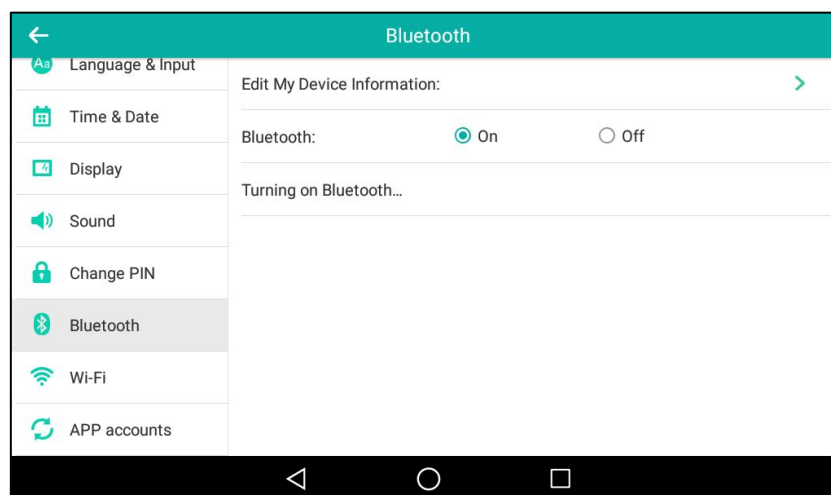 Bluetooth
Aa Language & Input
Time & Date
Display
Sound
Change PIN
Bluetooth
Wi-Fi
APP accounts
Edit My Device Information:
Bluetooth: On Off
Turning on Bluetooth...